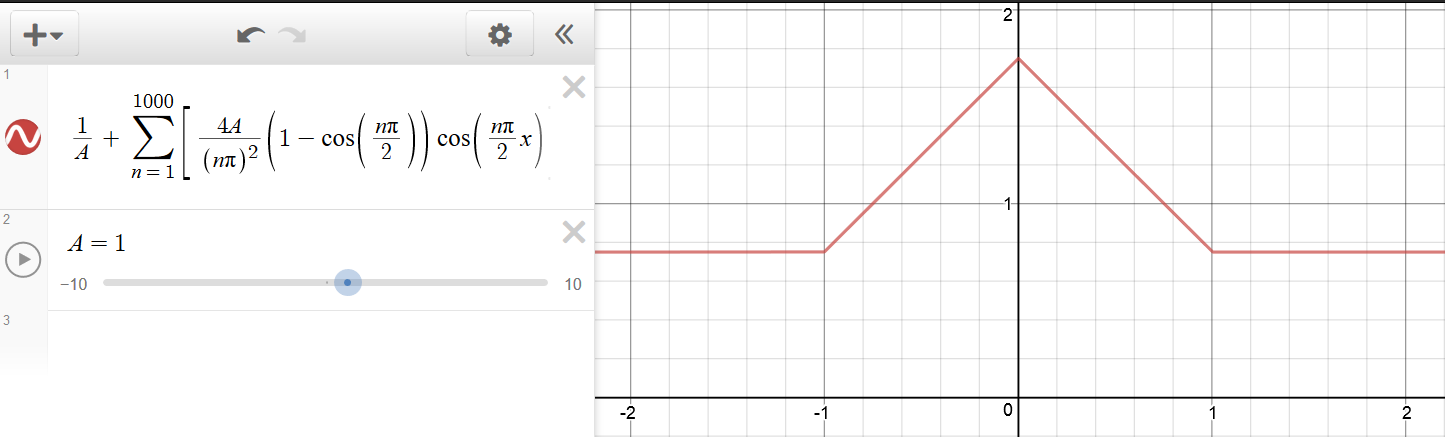 1
1/A + ∑_{n=1}^{1000} [ 4A/(nπ)^2 (1 − cos(nπ/2)) cos(nπ/2 x)
2
A = 1
−10 10
3
2
1
-2 -1 0 1 2